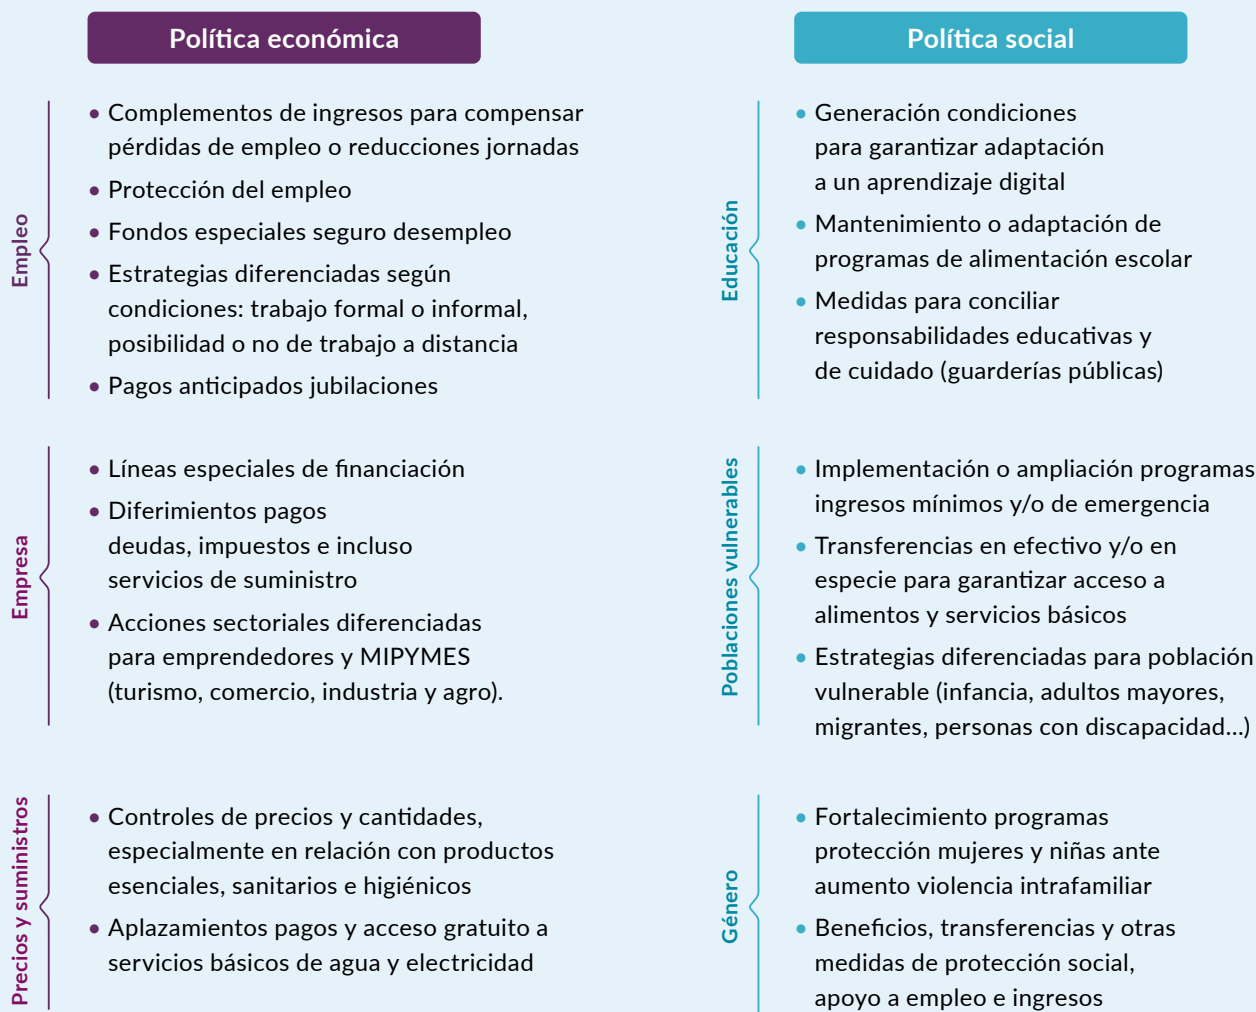 Política económica
Empleo
Complementos de ingresos para compensar
pérdidas de empleo o reducciones jornadas
Protección del empleo
Fondos especiales seguro desempleo
Estrategias diferenciadas según
condiciones: trabajo formal o informal,
posibilidad o no de trabajo a distancia
Pagos anticipados jubilaciones
Empresa
Líneas especiales de financiación
Diferimientos pagos
deudas, impuestos e incluso
servicios de suministro
Acciones sectoriales diferenciadas
para emprendedores y MIPYMES
(turismo, comercio, industria y agro).
Precios y suministros
Controles de precios y cantidades,
especialmente en relación con productos
esenciales, sanitarios e higiénicos
Aplazamientos pagos y acceso gratuito a
servicios básicos de agua y electricidad
Política social
Educación
Generación condiciones
para garantizar adaptación
a un aprendizaje digital
Mantenimiento o adaptación de
programas de alimentación escolar
Medidas para conciliar
responsabilidades educativas y
de cuidado (guarderías públicas)
Poblaciones vulnerables
Implementación o ampliación programas
ingresos mínimos y/o de emergencia
Transferencias en efectivo y/o en
especie para garantizar acceso a
alimentos y servicios básicos
Estrategias diferenciadas para población
vulnerable (infancia, adultos mayores,
migrantes, personas con discapacidad...)
Género
Fortalecimiento programas
protección mujeres y niñas ante
aumento violencia intrafamiliar
Beneficios, transferencias y otras
medidas de protección social,
apoyo a empleo e ingresos